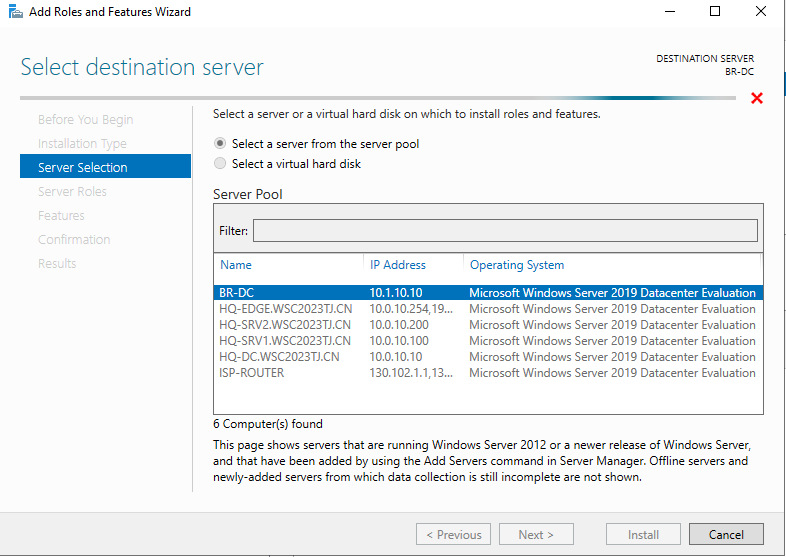 Add Roles and Features Wizard
Select destination server
DESTINATION SERVER
BR-DC
Before You Begin
Installation Type
Server Selection
Server Roles
Features
Confirmation
Results
Select a server or a virtual hard disk on which to install roles and features.
Select a server from the server pool
Select a virtual hard disk
Server Pool
Filter:
Name IP Address Operating System
BR-DC 10.1.10.10 Microsoft Windows Server 2019 Datacenter Evaluation
HQ-EDGE.WSC2023TJ.CN 10.0.10.254,19... Microsoft Windows Server 2019 Datacenter Evaluation
HQ-SRV2.WSC2023TJ.CN 10.0.10.200 Microsoft Windows Server 2019 Datacenter Evaluation
HQ-SRV1.WSC2023TJ.CN 10.0.10.100 Microsoft Windows Server 2019 Datacenter Evaluation
HQ-DC.WSC2023TJ.CN 10.0.10.10 Microsoft Windows Server 2019 Datacenter Evaluation
ISP-ROUTER 130.102.1.1,13... Microsoft Windows Server 2019 Datacenter Evaluation
6 Computer(s) found
This page shows servers that are running Windows Server 2012 or a newer release of Windows Server,
and that have been added by using the Add Servers command in Server Manager. Offline servers and
newly-added servers from which data collection is still incomplete are not shown.
< Previous Next > Install Cancel